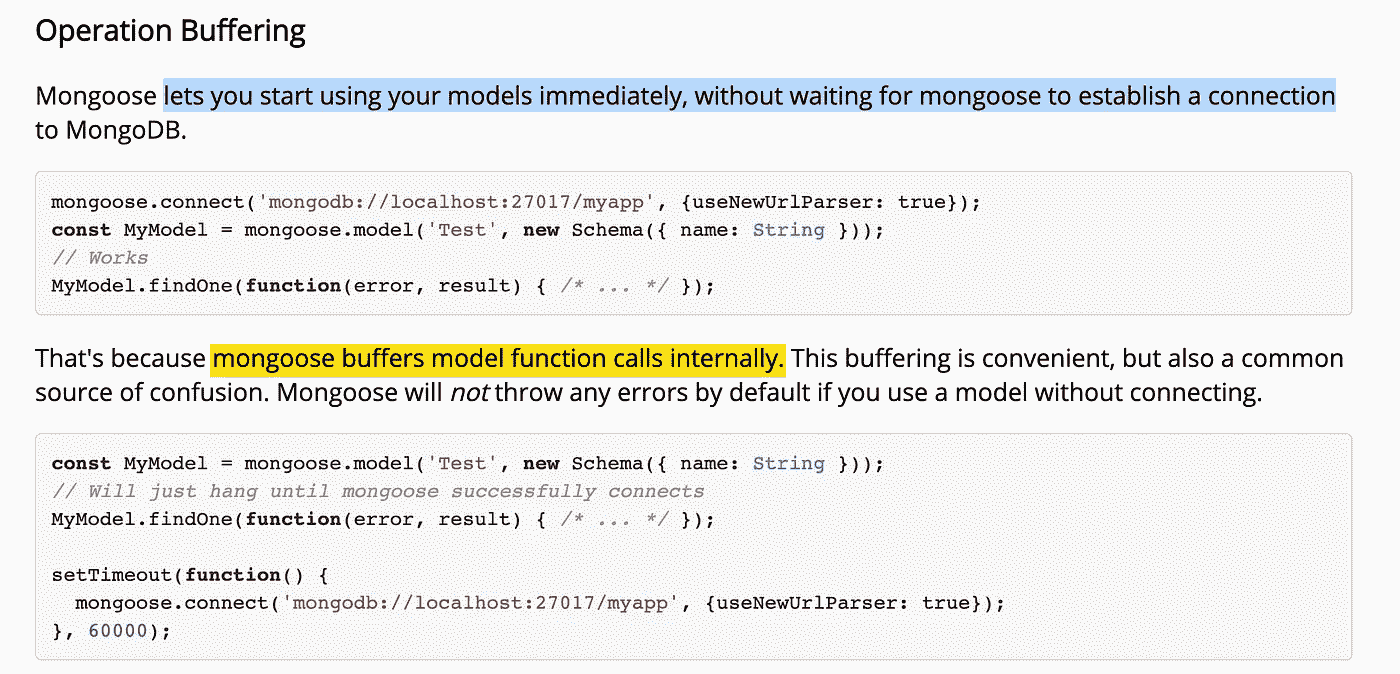 Operation Buffering
Mongoose lets you start using your models immediately, without waiting for mongoose to establish a connection
to MongoDB.
mongoose.connect('mongodb://localhost:27017/myapp', {useNewUrlParser: true});
const MyModel = mongoose.model('Test', new Schema({ name: String }));
// Works
MyModel.findOne(function(error, result) { /* ... */ });
That's because mongoose buffers model function calls internally. This buffering is convenient, but also a common
source of confusion. Mongoose will not throw any errors by default if you use a model without connecting.
const MyModel = mongoose.model('Test', new Schema({ name: String }));
// Will just hang until mongoose successfully connects
MyModel.findOne(function(error, result) { /* ... */ });
setTimeout(function() {
  mongoose.connect('mongodb://localhost:27017/myapp', {useNewUrlParser: true});
}, 60000);